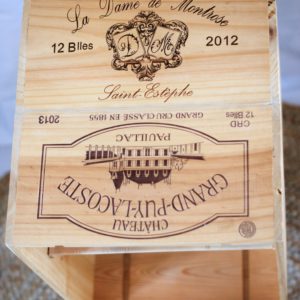 La Dame de Montrose
12 Blles
2012
D M
Saint-Estèphe
CRD
12 Blles
2013
GRAND CRU CLASSÉ EN 1855
PAUILLAC
CHÂTEAU
GRAND-PUY-LACOSTE